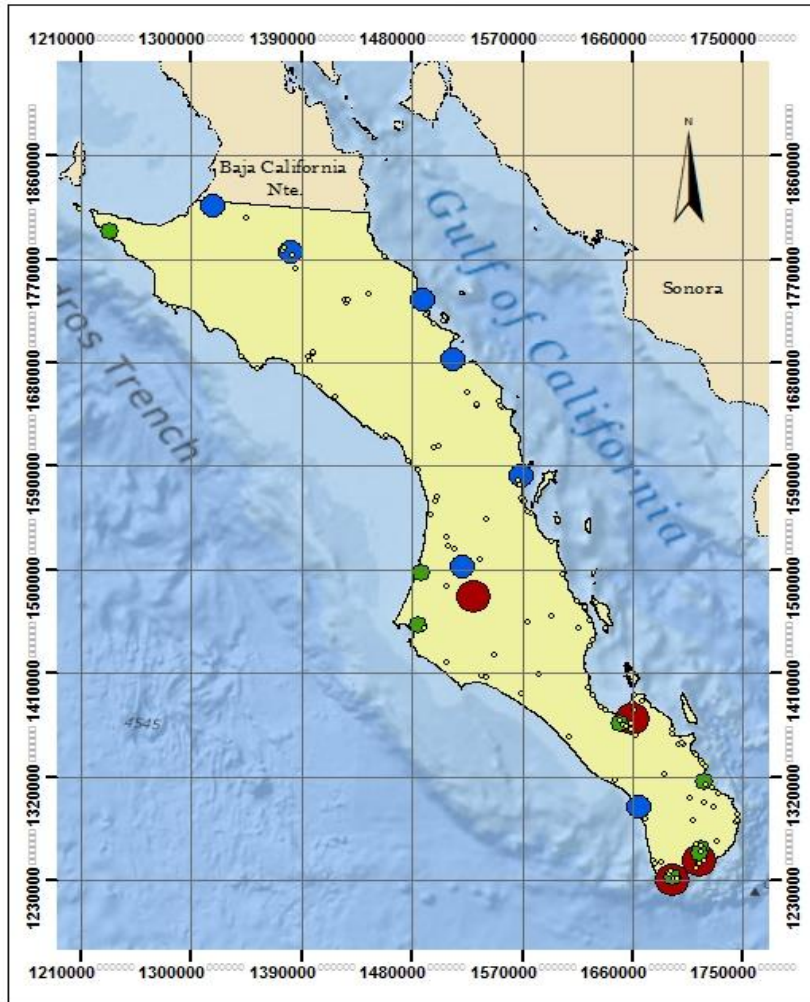 1210000 1300000 1390000 1480000 1570000 1660000 1750000
N
1860000 1860000
Baja California
Nte.
Gulf of California
1770000 1770000
Sonora
dros Trench
1680000 1680000
1590000 1590000
1500000 1500000
1410000 1410000
4545
1320000 1320000
1230000 1230000
1210000 1300000 1390000 1480000 1570000 1660000 1750000